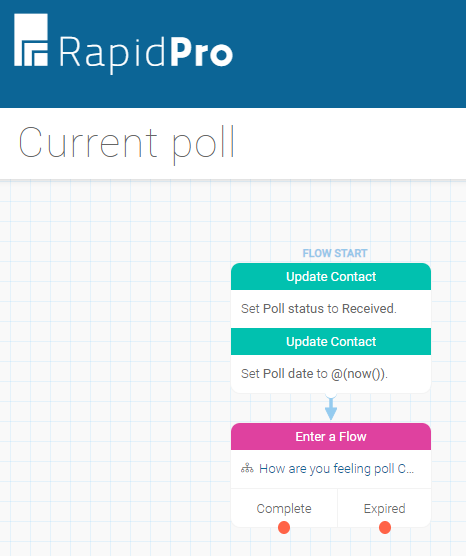 RapidPro
Current poll
FLOW START
Update Contact
Set Poll status to Received.
Update Contact
Set Poll date to @(now()).
Enter a Flow
How are you feeling poll C...
Complete Expired